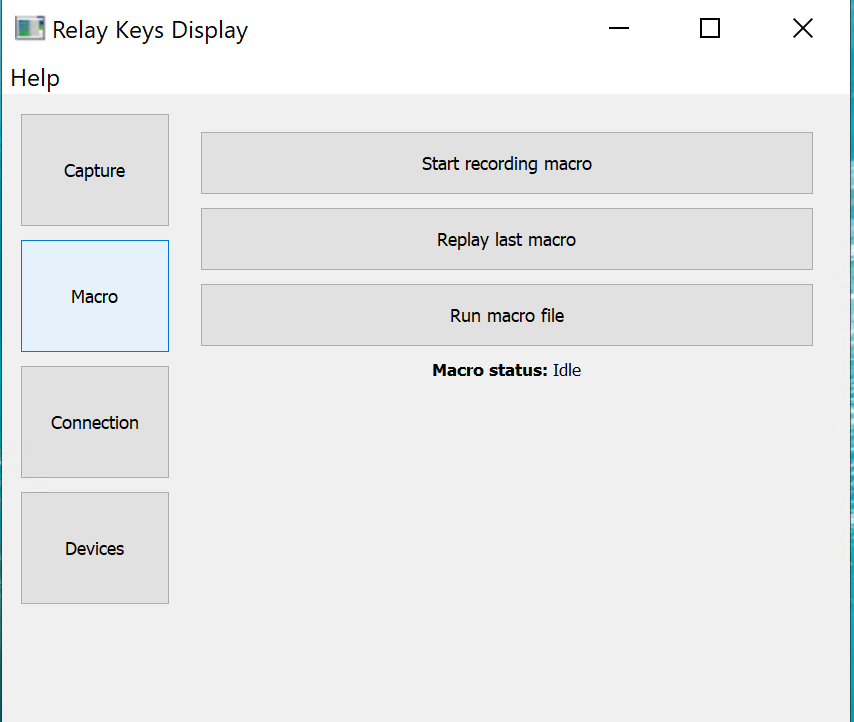 Relay Keys Display
Help
Capture
Macro
Connection
Devices
Start recording macro
Replay last macro
Run macro file
Macro status: Idle